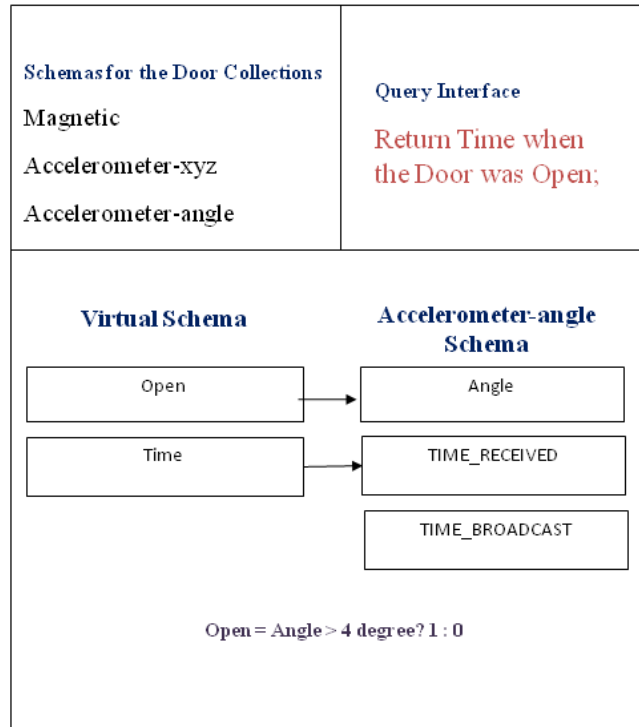 Schemas for the Door Collections
Magnetic
Accelerometer-xyz
Accelerometer-angle
Query Interface
Return Time when
the Door was Open;
Virtual Schema
Accelerometer-angle
Schema
Open
Angle
Time
TIME_RECEIVED
TIME_BROADCAST
Open = Angle > 4 degree? 1 : 0